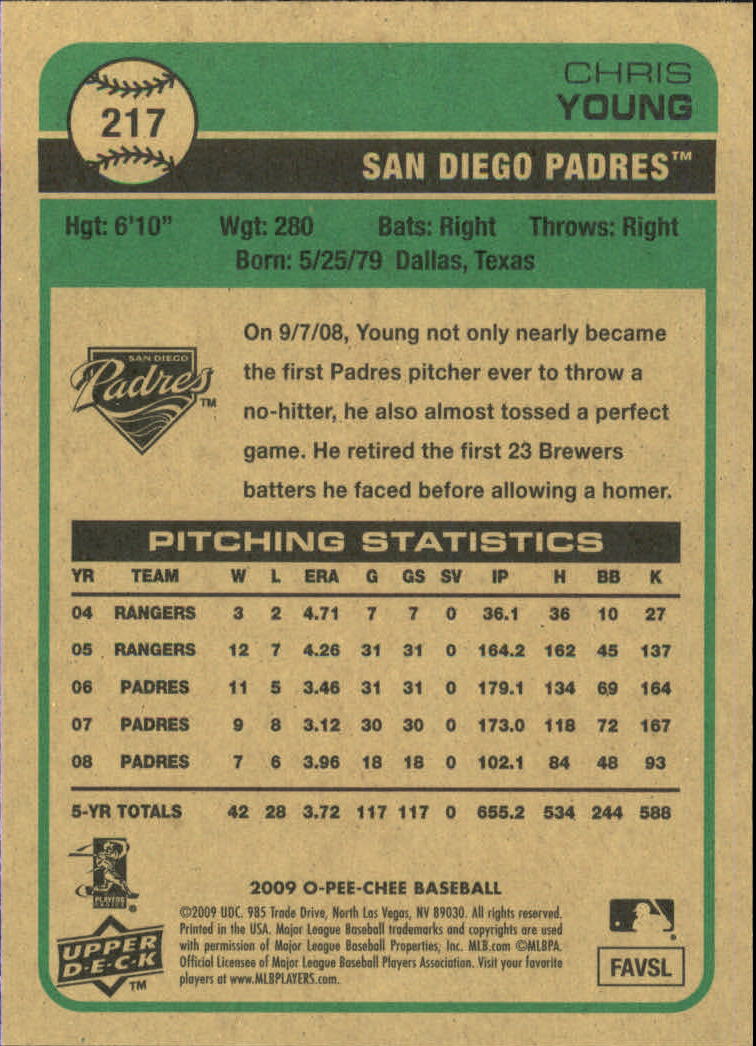 217
CHRIS
YOUNG
SAN DIEGO PADRES™
Hgt: 6'10" Wgt: 280 Bats: Right Throws: Right
Born: 5/25/79 Dallas, Texas
SAN DIEGO
Padres™
On 9/7/08, Young not only nearly became
the first Padres pitcher ever to throw a
no-hitter, he also almost tossed a perfect
game. He retired the first 23 Brewers
batters he faced before allowing a homer.
PITCHING STATISTICS
YR TEAM W L ERA G GS SV IP H BB K
04 RANGERS 3 2 4.71 7 7 0 36.1 36 10 27
05 RANGERS 12 7 4.26 31 31 0 164.2 162 45 137
06 PADRES 11 5 3.46 31 31 0 179.1 134 69 164
07 PADRES 9 8 3.12 30 30 0 173.0 118 72 167
08 PADRES 7 6 3.96 18 18 0 102.1 84 48 93
5-YR TOTALS 42 28 3.72 117 117 0 655.2 534 244 588
PLAYERS
CHOICE
®
2009 O-PEE-CHEE BASEBALL
©2009 UDC. 985 Trade Drive, North Las Vegas, NV 89030. All rights reserved.
Printed in the USA. Major League Baseball trademarks and copyrights are used
with permission of Major League Baseball Properties, Inc. MLB.com ©MLBPA.
Official Licensee of Major League Baseball Players Association. Visit your favorite
players at www.MLBPLAYERS.com.
UPPER
D·E·C·K
™
®
FAVSL